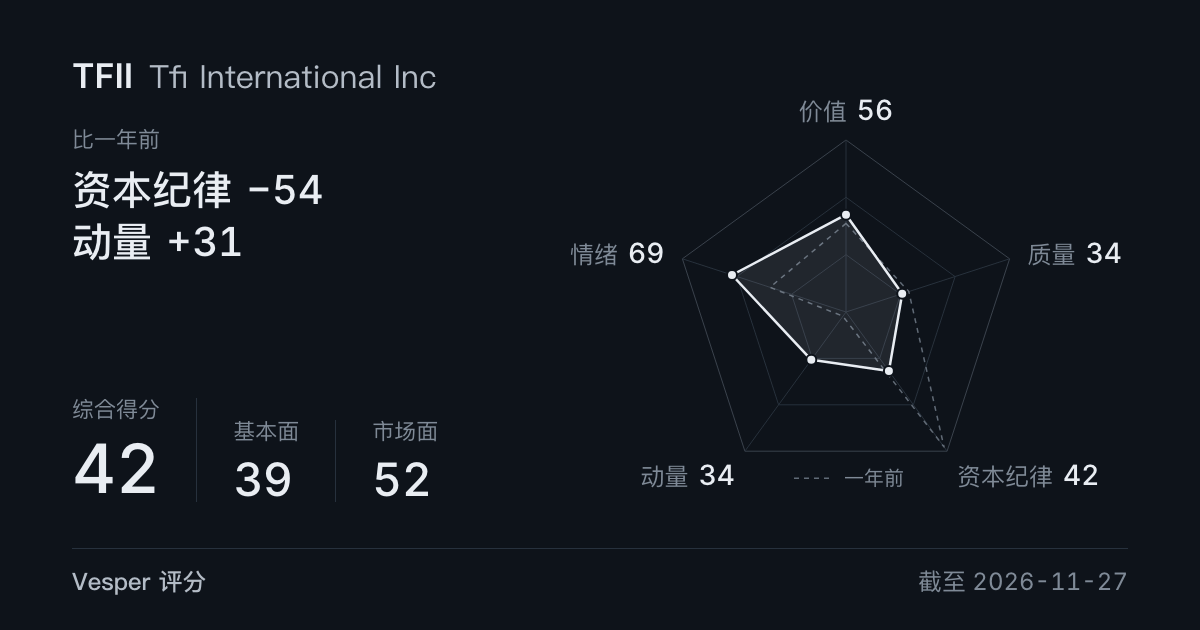 TFII Tfi International Inc
比一年前
资本纪律 −54
动量 +31
价值 56
情绪 69
质量 34
动量 34
---- 一年前
资本纪律 42
综合得分
42
基本面
39
市场面
52
Vesper 评分
截至 2026-11-27